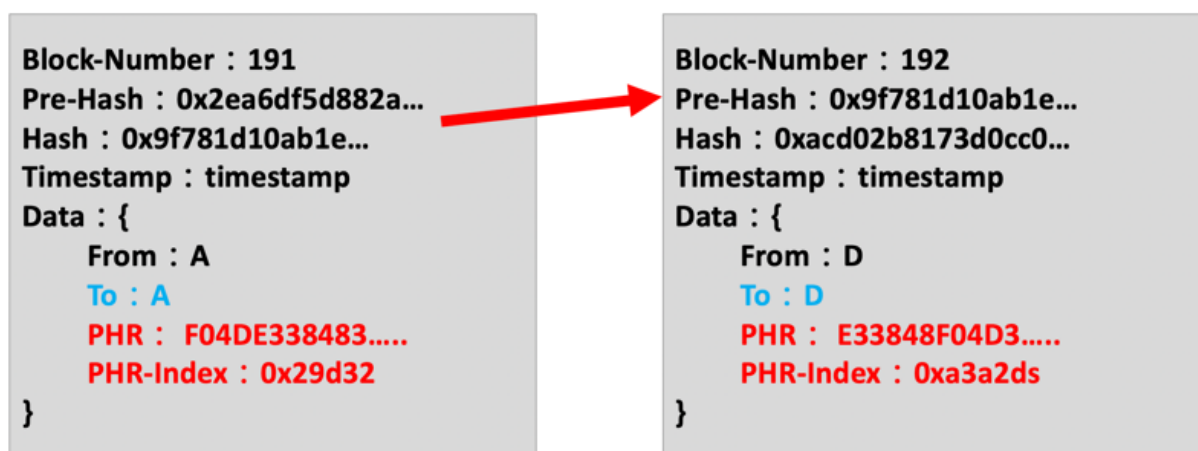 Block-Number：191
Pre-Hash：0x2ea6df5d882a…
Hash：0x9f781d10ab1e…
Timestamp：timestamp
Data：{
From：A
To：A
PHR： F04DE338483…..
PHR-Index：0x29d32
}
Block-Number：192
Pre-Hash：0x9f781d10ab1e…
Hash：0xacd02b8173d0cc0…
Timestamp：timestamp
Data：{
From：D
To：D
PHR： E33848F04D3…..
PHR-Index：0xa3a2ds
}